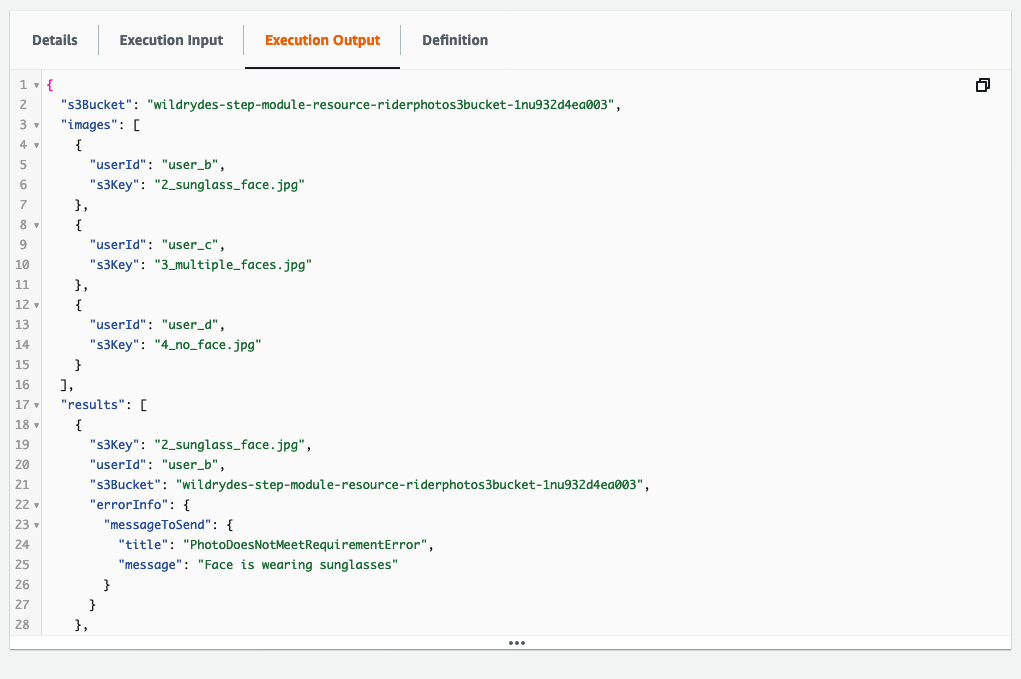 Details Execution Input Execution Output Definition
1 {
2 "s3Bucket": "wildrydes-step-module-resource-riderphotos3bucket-1nu932d4ea003",
3 "images": [
4 {
5 "userId": "user_b",
6 "s3Key": "2_sunglass_face.jpg"
7 },
8 {
9 "userId": "user_c",
10 "s3Key": "3_multiple_faces.jpg"
11 },
12 {
13 "userId": "user_d",
14 "s3Key": "4_no_face.jpg"
15 }
16 ],
17 "results": [
18 {
19 "s3Key": "2_sunglass_face.jpg",
20 "userId": "user_b",
21 "s3Bucket": "wildrydes-step-module-resource-riderphotos3bucket-1nu932d4ea003",
22 "errorInfo": {
23 "messageToSend": {
24 "title": "PhotoDoesNotMeetRequirementError",
25 "message": "Face is wearing sunglasses"
26 }
27 }
28 },